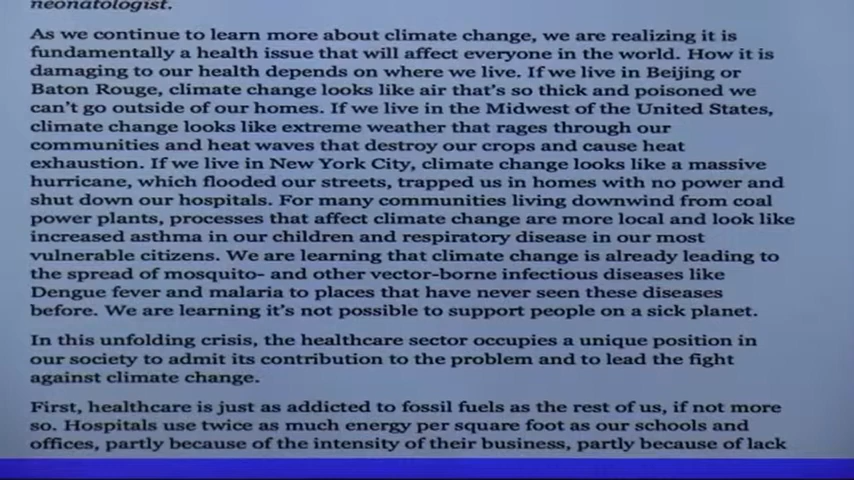 neonatologist.
As we continue to learn more about climate change, we are realizing it is
fundamentally a health issue that will affect everyone in the world. How it is
damaging to our health depends on where we live. If we live in Beijing or
Baton Rouge, climate change looks like air that's so thick and poisoned we
can't go outside of our homes. If we live in the Midwest of the United States,
climate change looks like extreme weather that rages through our
communities and heat waves that destroy our crops and cause heat
exhaustion. If we live in New York City, climate change looks like a massive
hurricane, which flooded our streets, trapped us in homes with no power and
shut down our hospitals. For many communities living downwind from coal
power plants, processes that affect climate change are more local and look like
increased asthma in our children and respiratory disease in our most
vulnerable citizens. We are learning that climate change is already leading to
the spread of mosquito- and other vector-borne infectious diseases like
Dengue fever and malaria to places that have never seen these diseases
before. We are learning it's not possible to support people on a sick planet.
In this unfolding crisis, the healthcare sector occupies a unique position in
our society to admit its contribution to the problem and to lead the fight
against climate change.
First, healthcare is just as addicted to fossil fuels as the rest of us, if not more
so. Hospitals use twice as much energy per square foot as our schools and
offices, partly because of the intensity of their business, partly because of lack